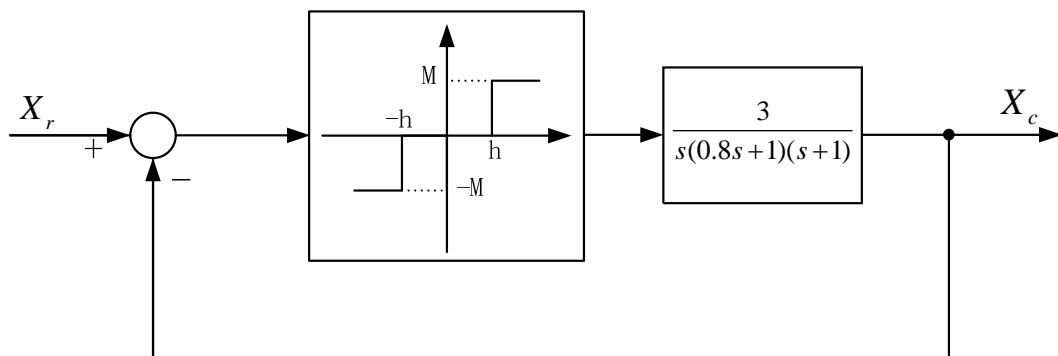 M
X_r
-h
3
X_c
+
h
s(0.8s+1)(s+1)
−
-M